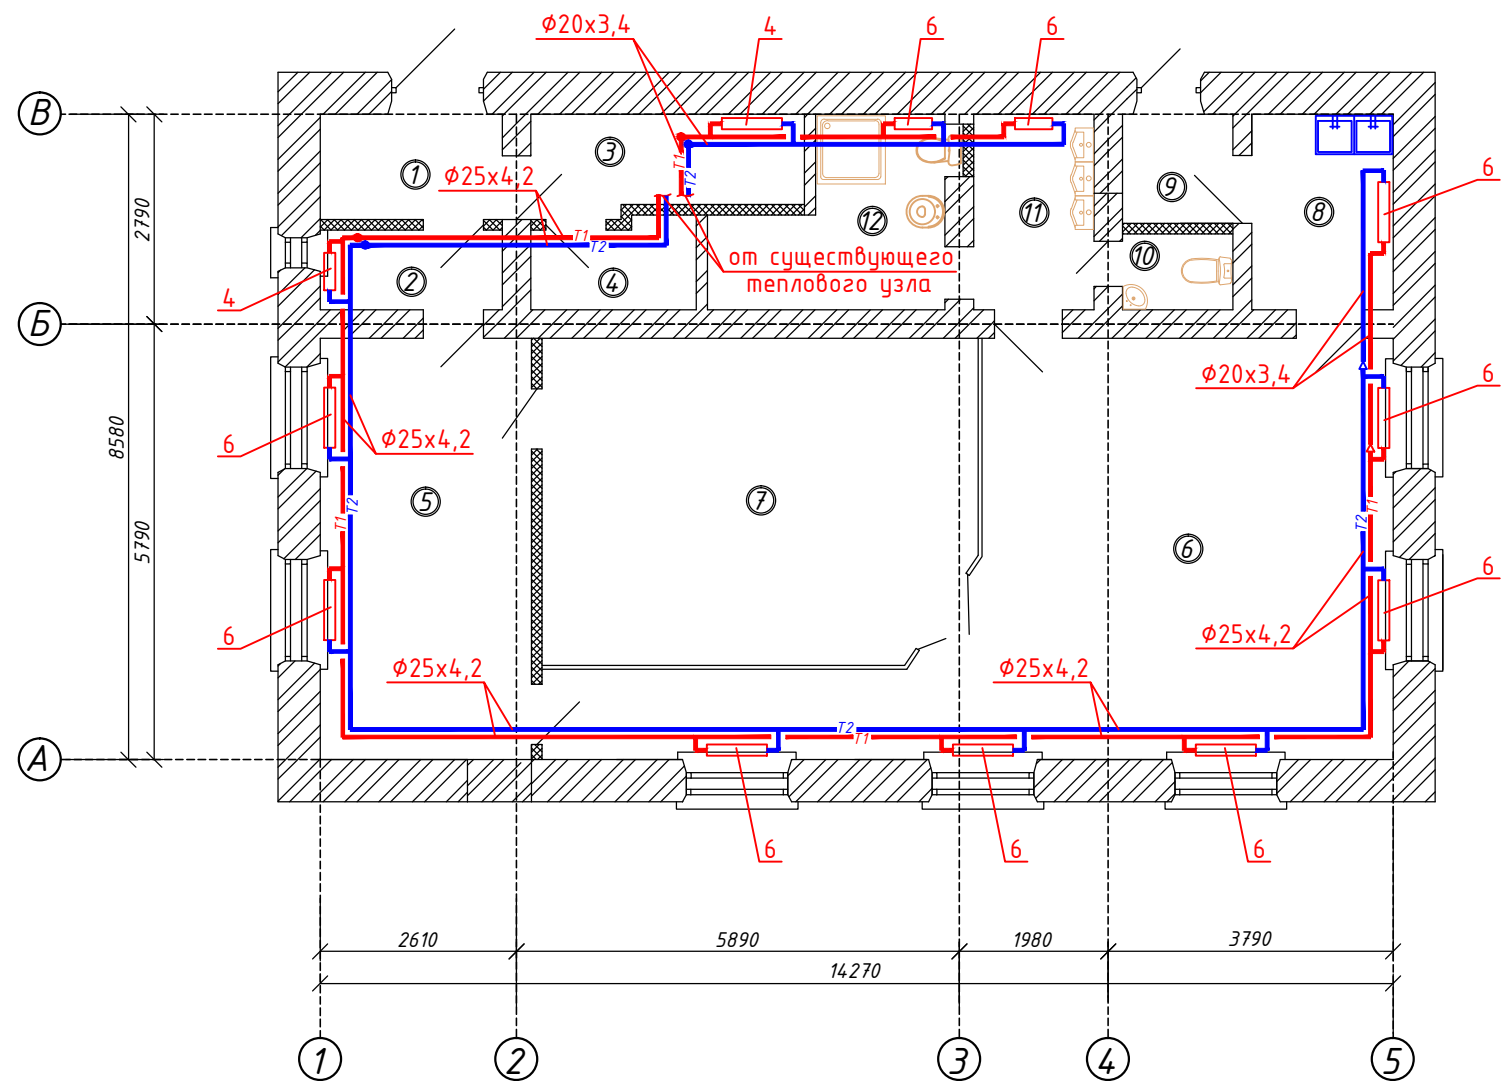 Ф20х3,4
4
6
6
В
3
1
Ф25х4,2
Т1
Т2
9
6
8
12
11
2790
Т1
Т2
10
от существующего
теплового узла
2
4
4
Б
Ф20х3,4
6
8580
6
Ф25х4,2
5
7
Т1
Т2
Т2
Т1
5790
6
6
6
Ф25х4,2
Ф25х4,2
Ф25х4,2
Т2
Т1
А
6
6
6
2610
5890
1980
3790
14270
1
2
3
4
5